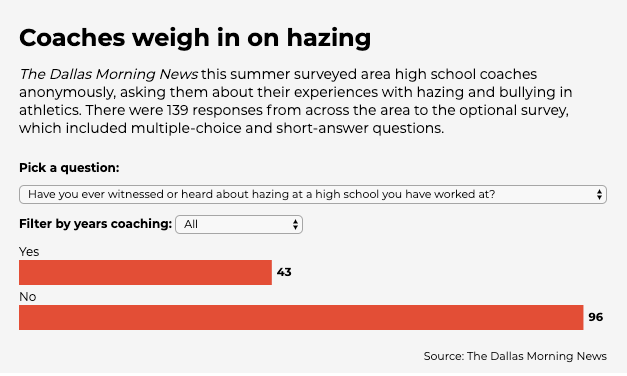 Coaches weigh in on hazing
The Dallas Morning News this summer surveyed area high school coaches
anonymously, asking them about their experiences with hazing and bullying in
athletics. There were 139 responses from across the area to the optional survey,
which included multiple-choice and short-answer questions.
Pick a question:
Have you ever witnessed or heard about hazing at a high school you have worked at?
Filter by years coaching: All
Yes
43
No
96
Source: The Dallas Morning News